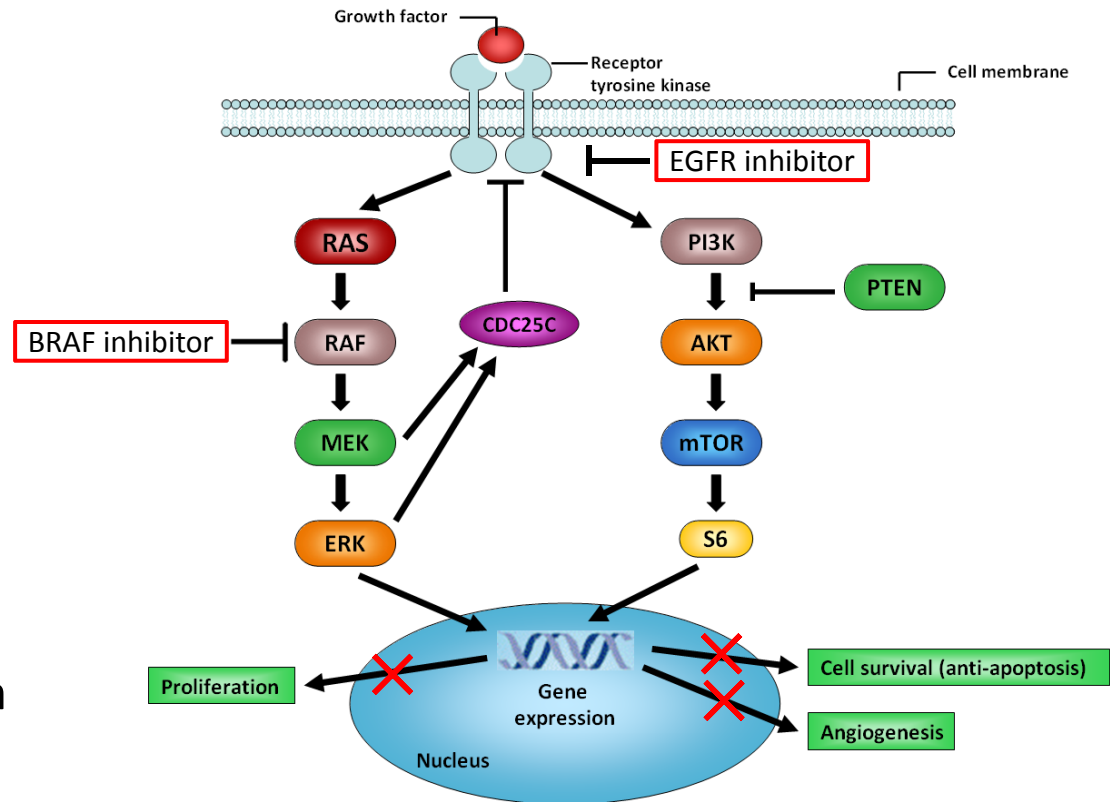 Growth factor
Receptor
tyrosine kinase
Cell membrane
EGFR inhibitor
RAS
PI3K
PTEN
CDC25C
BRAF inhibitor
RAF
AKT
MEK
mTOR
ERK
S6
Proliferation
n
Gene
expression
Cell survival (anti-apoptosis)
Angiogenesis
Nucleus